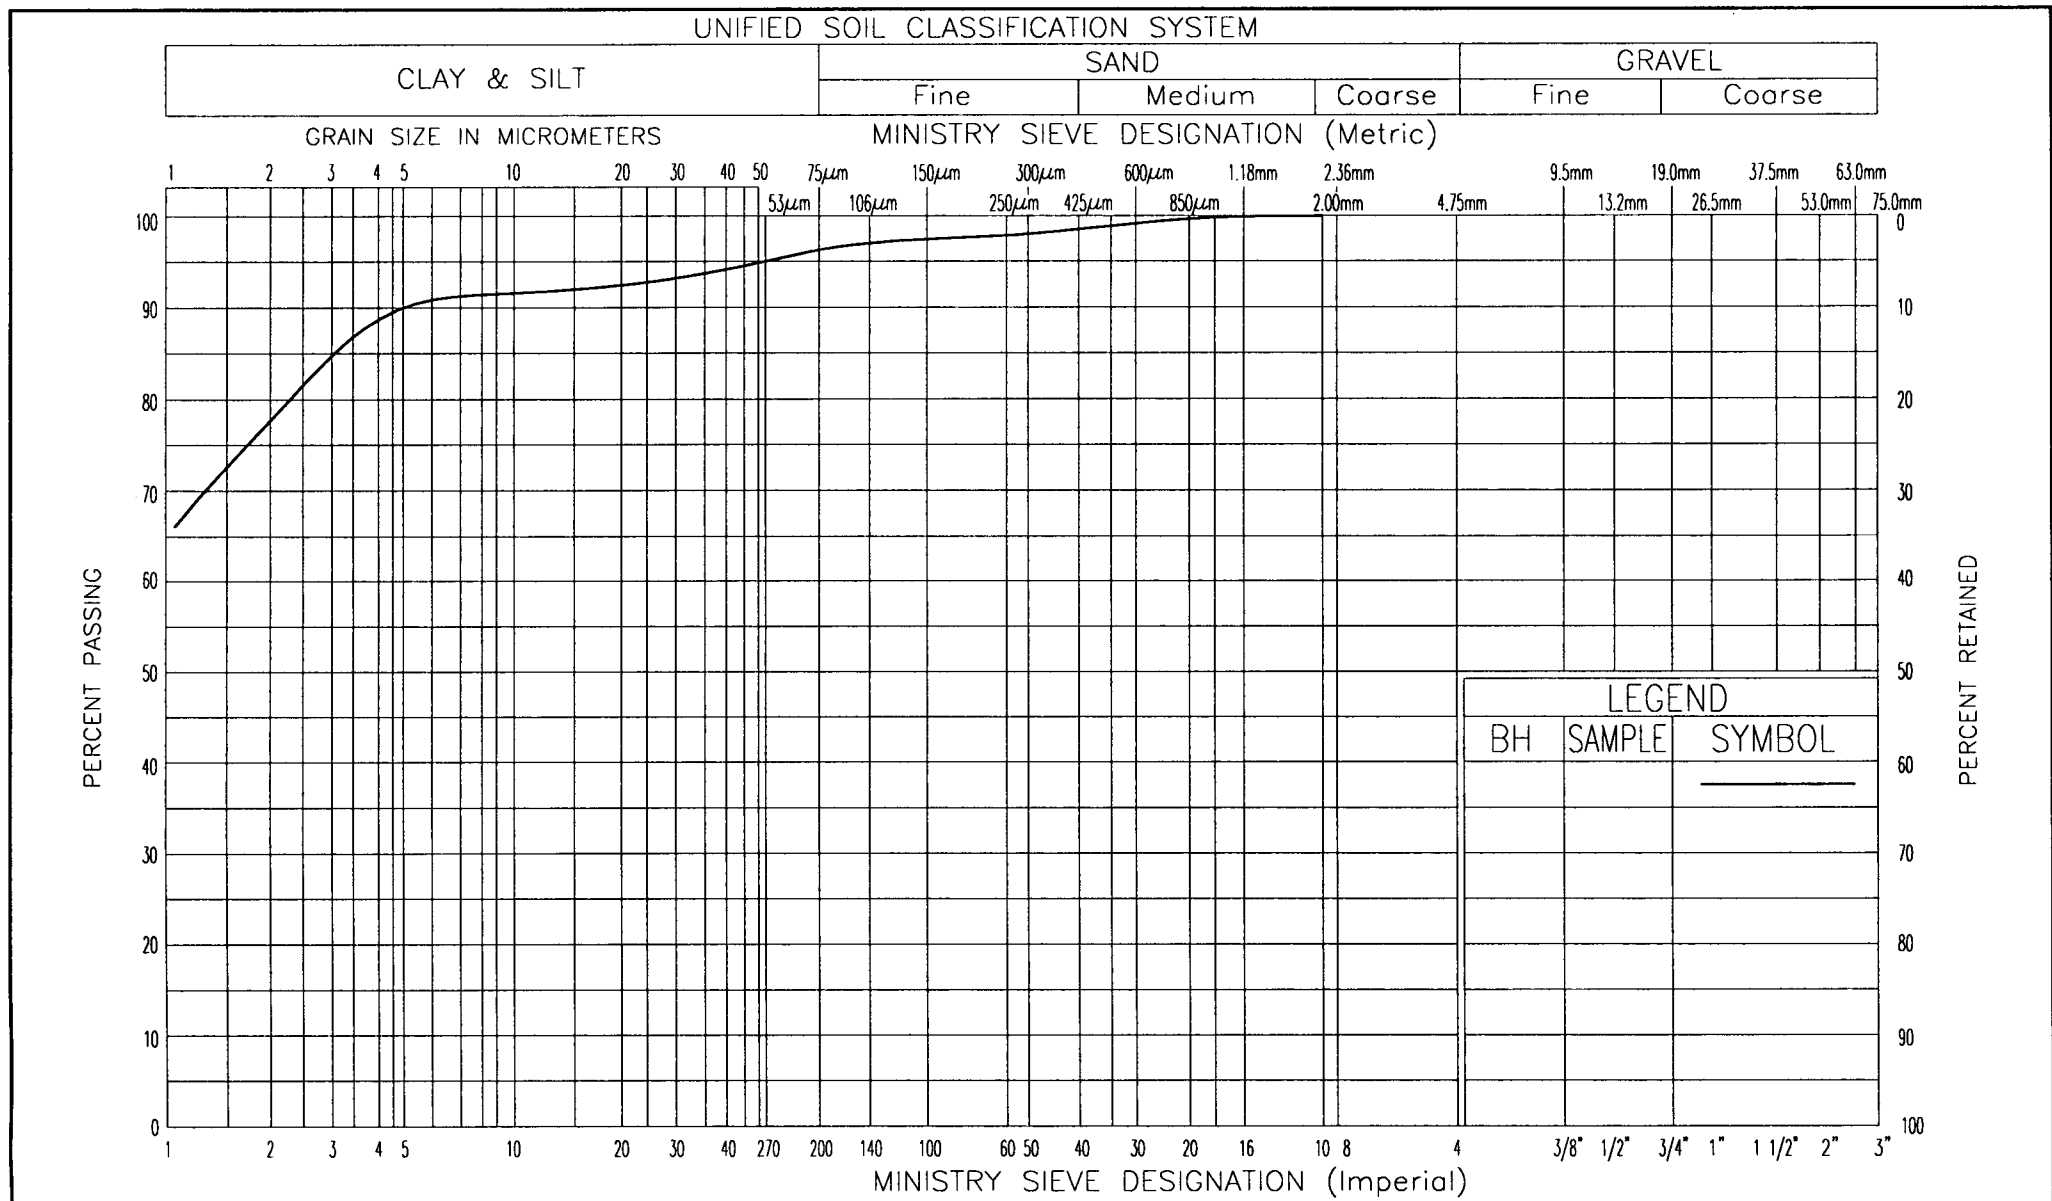 UNIFIED SOIL CLASSIFICATION SYSTEM
CLAY & SILT
SAND
GRAVEL
Fine Medium Coarse Fine Coarse
GRAIN SIZE IN MICROMETERS
MINISTRY SIEVE DESIGNATION (Metric)
1 2 3 4 5 10 20 30 40 50 75μm 150μm 300μm 600μm 1.18mm 2.36mm 9.5mm 19.0mm 37.5mm 63.0mm
53μm 106μm 250μm 425μm 850μm 2.00mm 4.75mm 13.2mm 26.5mm 53.0mm 75.0mm
100 0
90 10
80 20
70 30
60 40
50 50
40 60
30 70
20 80
10 90
0 100
PERCENT PASSING
PERCENT RETAINED
LEGEND
BH SAMPLE SYMBOL
1 2 3 4 5 10 20 30 40 270 200 140 100 60 50 40 30 20 16 10 8 4 3/8" 1/2" 3/4" 1" 1 1/2" 2" 3"
MINISTRY SIEVE DESIGNATION (Imperial)